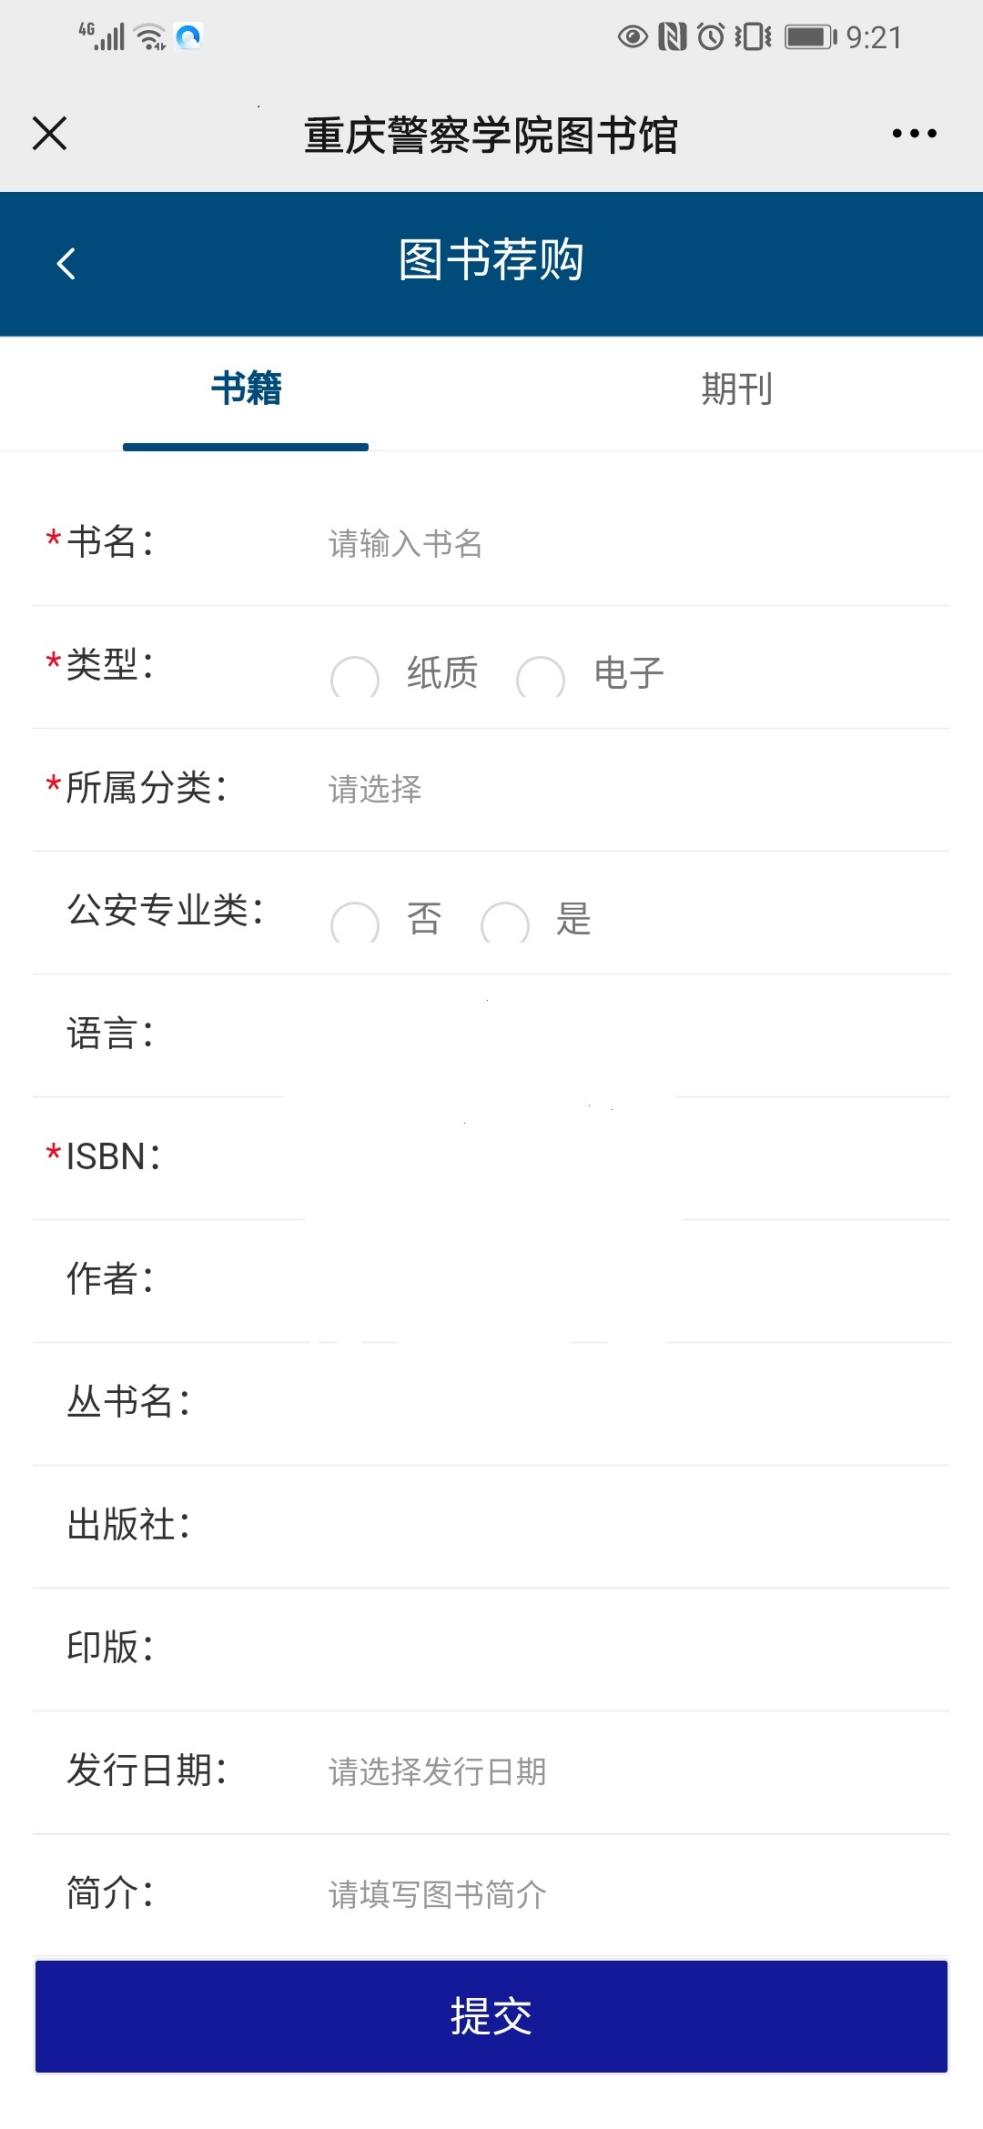 4G 9:21
重庆警察学院图书馆
图书荐购
书籍 期刊
*书名： 请输入书名
*类型： 纸质 电子
*所属分类： 请选择
公安专业类： 否 是
语言：
*ISBN：
作者：
丛书名：
出版社：
印版：
发行日期： 请选择发行日期
简介： 请填写图书简介
提交